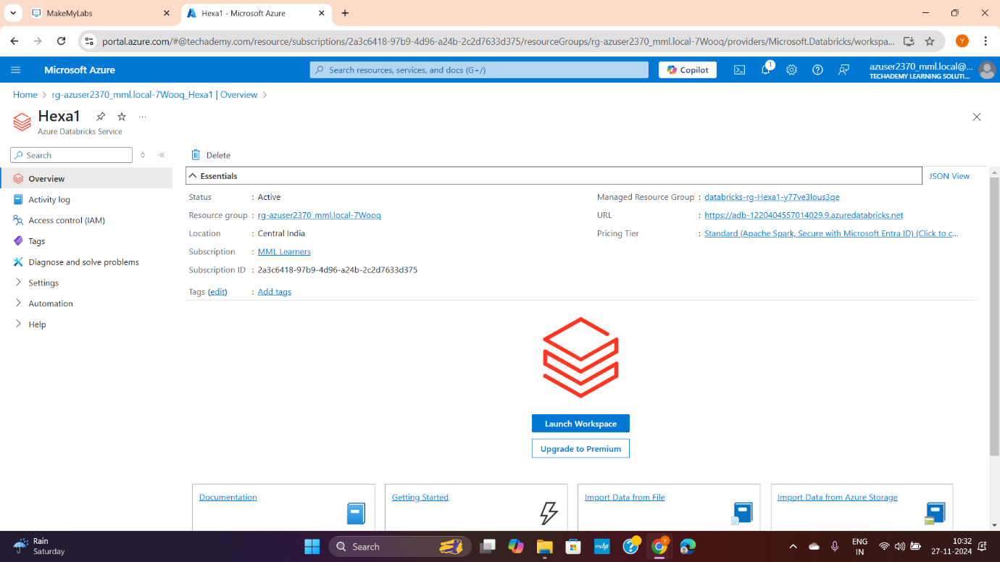 MakeMyLabs
Hexa1 - Microsoft Azure
portal.azure.com/#@techademy.com/resource/subscriptions/2a3c6418-97b9-4d96-a24b-2c2d7633d375/resourceGroups/rg-azuser2370_mml.local-7Wooq/providers/Microsoft.Databricks/workspa...
Y
Microsoft Azure
Search resources, services, and docs (G+/)
Copilot
1
azuser2370_mml.local@...
TECHADEMY LEARNING SOLUTI...
Home > rg-azuser2370_mml.local-7Wooq_Hexa1 | Overview >
Hexa1
Azure Databricks Service
Search
Overview
Activity log
Access control (IAM)
Tags
Diagnose and solve problems
Settings
Automation
Help
Delete
Essentials
JSON View
Status : Active
Resource group : rg-azuser2370_mml.local-7Wooq
Location : Central India
Subscription : MML Learners
Subscription ID : 2a3c6418-97b9-4d96-a24b-2c2d7633d375
Tags (edit) : Add tags
Managed Resource Group : databricks-rg-Hexa1-y77ve3lous3qe
URL : https://adb-1220404557014029.9.azuredatabricks.net
Pricing Tier : Standard (Apache Spark, Secure with Microsoft Entra ID) (Click to c...
Launch Workspace
Upgrade to Premium
Documentation
Getting Started
Import Data from File
Import Data from Azure Storage
Rain
Saturday
Search
myhp
Y
ENG
IN
10:32
27-11-2024